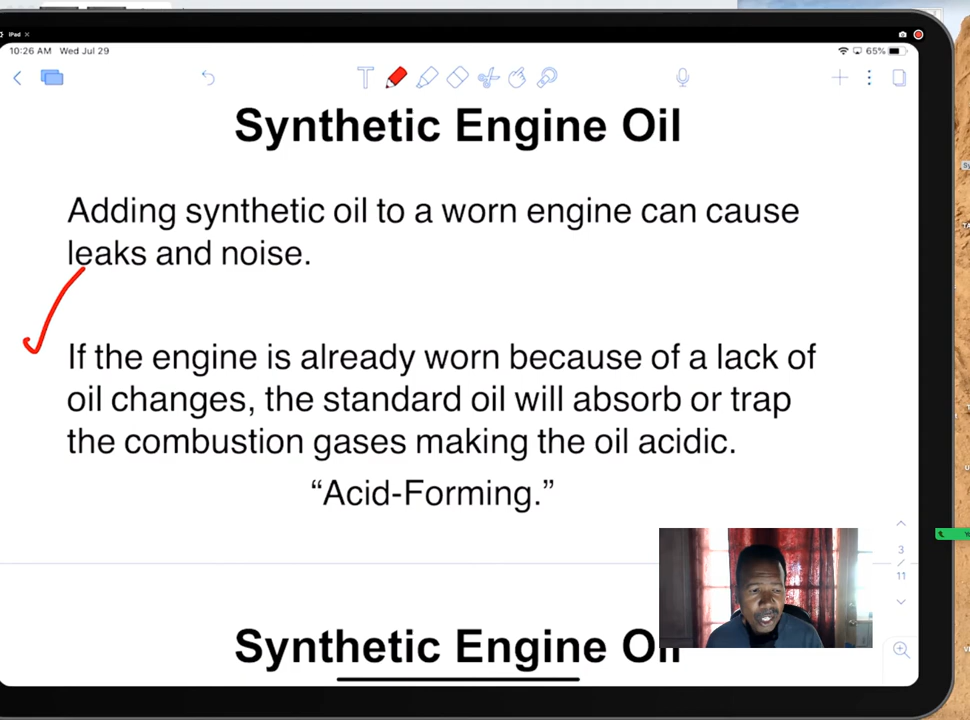 iPad
10:26 AM Wed Jul 29
65%
T
Synthetic Engine Oil
Adding synthetic oil to a worn engine can cause
leaks and noise.
If the engine is already worn because of a lack of
oil changes, the standard oil will absorb or trap
the combustion gases making the oil acidic.
“Acid-Forming.”
3
/
11
Synthetic Engine Oil